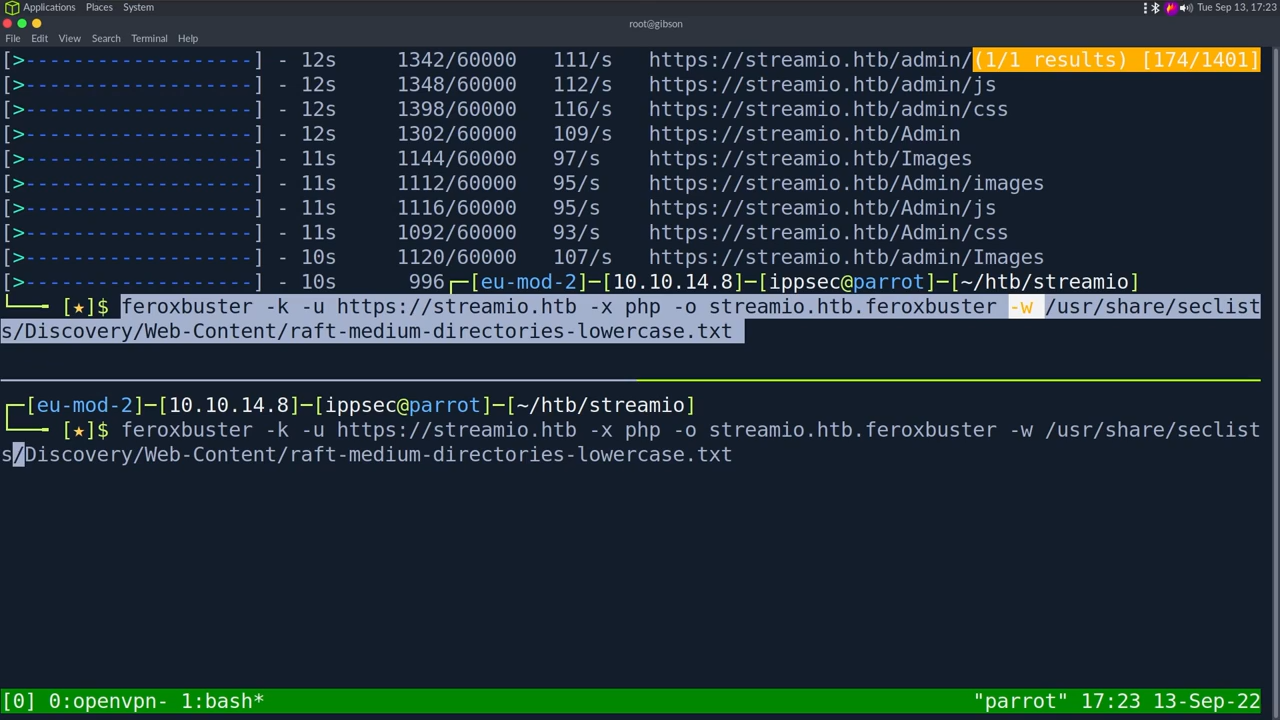 Applications Places System Tue Sep 13, 17:23
root@gibson
File Edit View Search Terminal Help
[>-------------------] - 12s 1342/60000 111/s https://streamio.htb/admin/(1/1 results) [174/1401]
[>-------------------] - 12s 1348/60000 112/s https://streamio.htb/admin/js
[>-------------------] - 12s 1398/60000 116/s https://streamio.htb/admin/css
[>-------------------] - 12s 1302/60000 109/s https://streamio.htb/Admin
[>-------------------] - 11s 1144/60000 97/s https://streamio.htb/Images
[>-------------------] - 11s 1112/60000 95/s https://streamio.htb/Admin/images
[>-------------------] - 11s 1116/60000 95/s https://streamio.htb/Admin/js
[>-------------------] - 11s 1092/60000 93/s https://streamio.htb/Admin/css
[>-------------------] - 10s 1120/60000 107/s https://streamio.htb/admin/Images
[>-------------------] - 10s 996┌─[eu-mod-2]─[10.10.14.8]─[ippsec@parrot]─[~/htb/streamio]
└── [★]$ feroxbuster -k -u https://streamio.htb -x php -o streamio.htb.feroxbuster -w /usr/share/seclist
s/Discovery/Web-Content/raft-medium-directories-lowercase.txt
┌─[eu-mod-2]─[10.10.14.8]─[ippsec@parrot]─[~/htb/streamio]
└── [★]$ feroxbuster -k -u https://streamio.htb -x php -o streamio.htb.feroxbuster -w /usr/share/seclist
s/Discovery/Web-Content/raft-medium-directories-lowercase.txt
[0] 0:openvpn- 1:bash* "parrot" 17:23 13-Sep-22